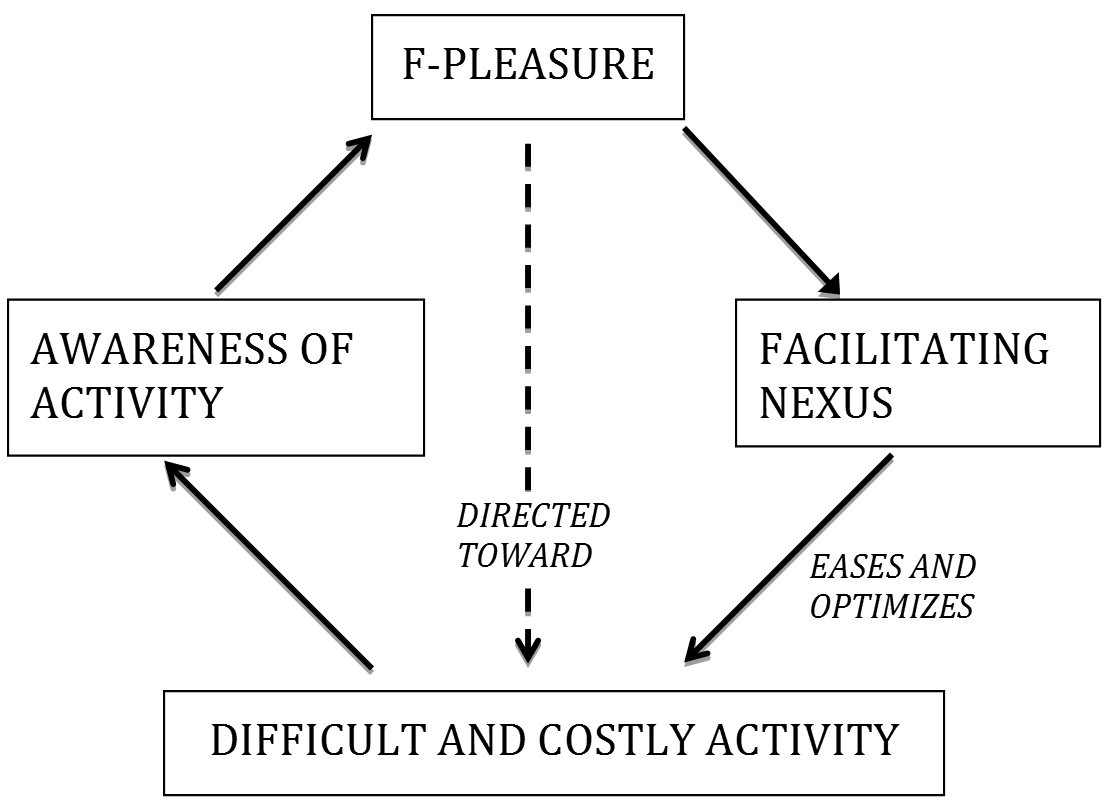 F-PLEASURE
AWARENESS OF
ACTIVITY
FACILITATING
NEXUS
DIRECTED
TOWARD
EASES AND
OPTIMIZES
DIFFICULT AND COSTLY ACTIVITY